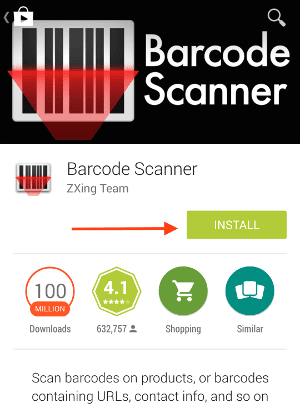 Barcode
Scanner
Barcode Scanner
ZXing Team
INSTALL
100
MILLION
4.1
Downloads
632,757
Shopping
Similar
Scan barcodes on products, or barcodes
containing URLs, contact info, and so on